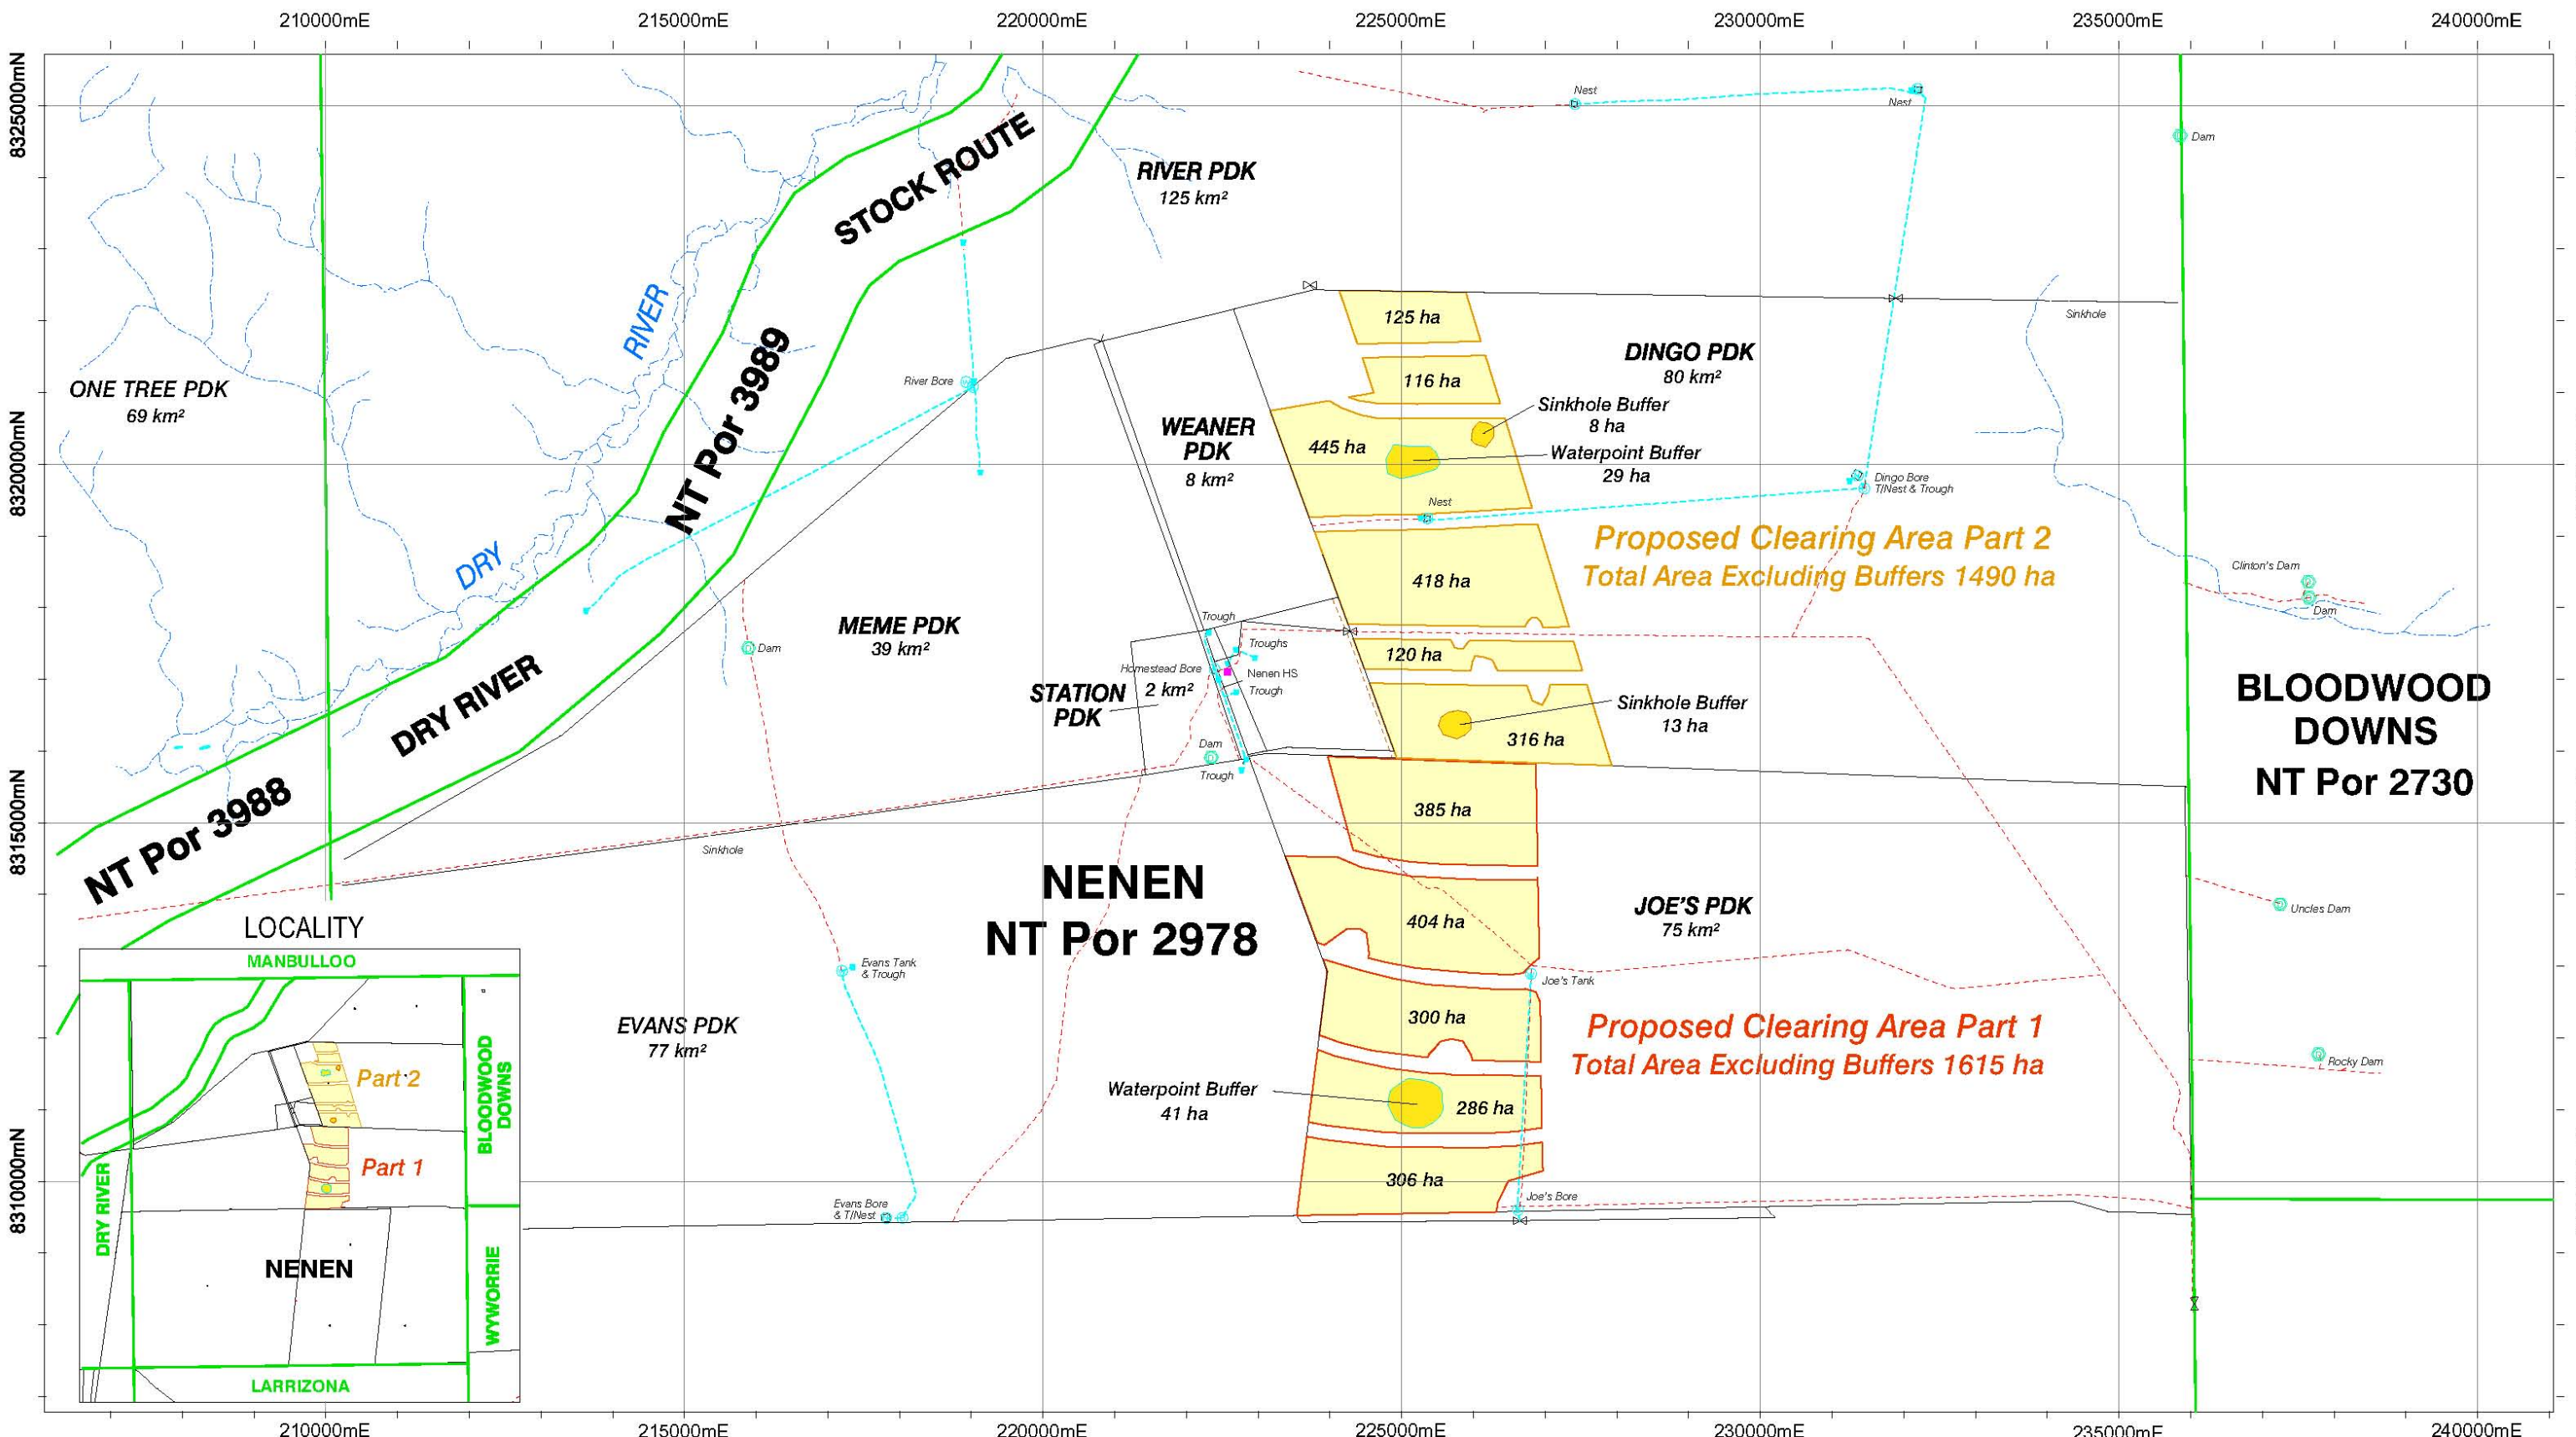 210000mE
215000mE
220000mE
225000mE
230000mE
235000mE
240000mE
8325000mN
8320000mN
8315000mN
8310000mN
Nest
Nest
Dam
STOCK ROUTE
RIVER PDK
125 km²
Sinkhole
RIVER
NT Por 3989
125 ha
DINGO PDK
80 km²
ONE TREE PDK
69 km²
River Bore
116 ha
Sinkhole Buffer
8 ha
WEANER
PDK
8 km²
445 ha
Waterpoint Buffer
29 ha
Nest
Dingo Bore
T/Nest & Trough
Proposed Clearing Area Part 2
Total Area Excluding Buffers 1490 ha
DRY
418 ha
Clinton's Dam
Dam
MEME PDK
39 km²
Dam
Trough
Troughs
Homestead Bore
Nenen HS
Trough
120 ha
STATION
PDK
2 km²
Sinkhole Buffer
13 ha
316 ha
BLOODWOOD
DOWNS
NT Por 2730
DRY RIVER
Dam
Trough
NT Por 3988
385 ha
Sinkhole
NENEN
NT Por 2978
404 ha
JOE'S PDK
75 km²
Uncles Dam
Evans Tank
& Trough
Joe's Tank
EVANS PDK
77 km²
300 ha
Proposed Clearing Area Part 1
Total Area Excluding Buffers 1615 ha
Rocky Dam
Waterpoint Buffer
41 ha
286 ha
306 ha
Evans Bore
& T/Nest
Joe's Bore
LOCALITY
MANBULLOO
Part 2
BLOODWOOD
DOWNS
Part 1
DRY RIVER
NENEN
WYWORRIE
LARRIZONA
210000mE
215000mE
220000mE
225000mE
230000mE
235000mE
240000mE